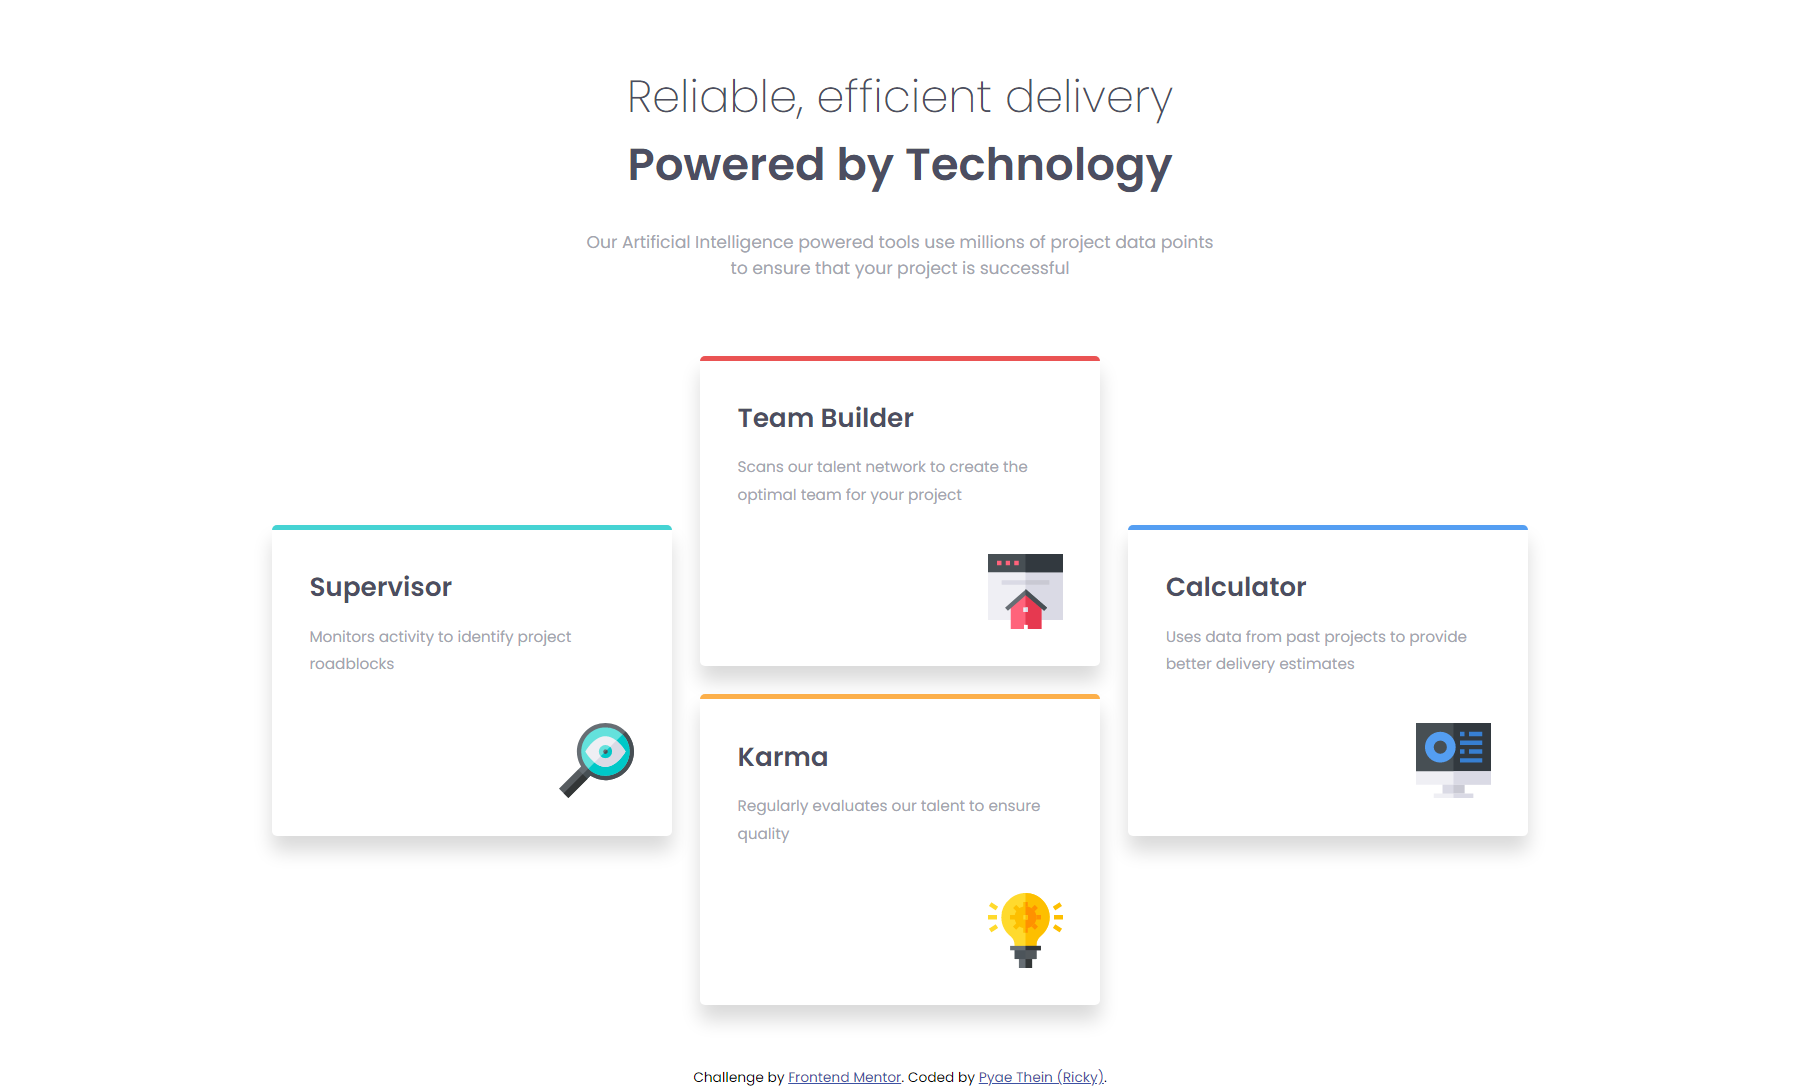 Reliable, efficient delivery
Powered by Technology
Our Artificial Intelligence powered tools use millions of project data points
to ensure that your project is successful
Team Builder
Scans our talent network to create the
optimal team for your project
Supervisor
Monitors activity to identify project
roadblocks
Calculator
Uses data from past projects to provide
better delivery estimates
Karma
Regularly evaluates our talent to ensure
quality
Challenge by Frontend Mentor. Coded by Pyae Thein (Ricky).